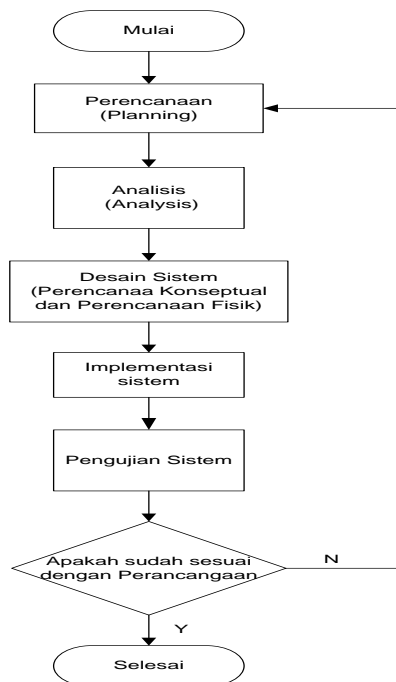 Mulai
Perencanaan
(Planning)
Analisis
(Analysis)
Desain Sistem
(Perencanaa Konseptual
dan Perencanaan Fisik)
Implementasi
sistem
Pengujian Sistem
Apakah sudah sesuai
dengan Perancangaan
N
Y
Selesai